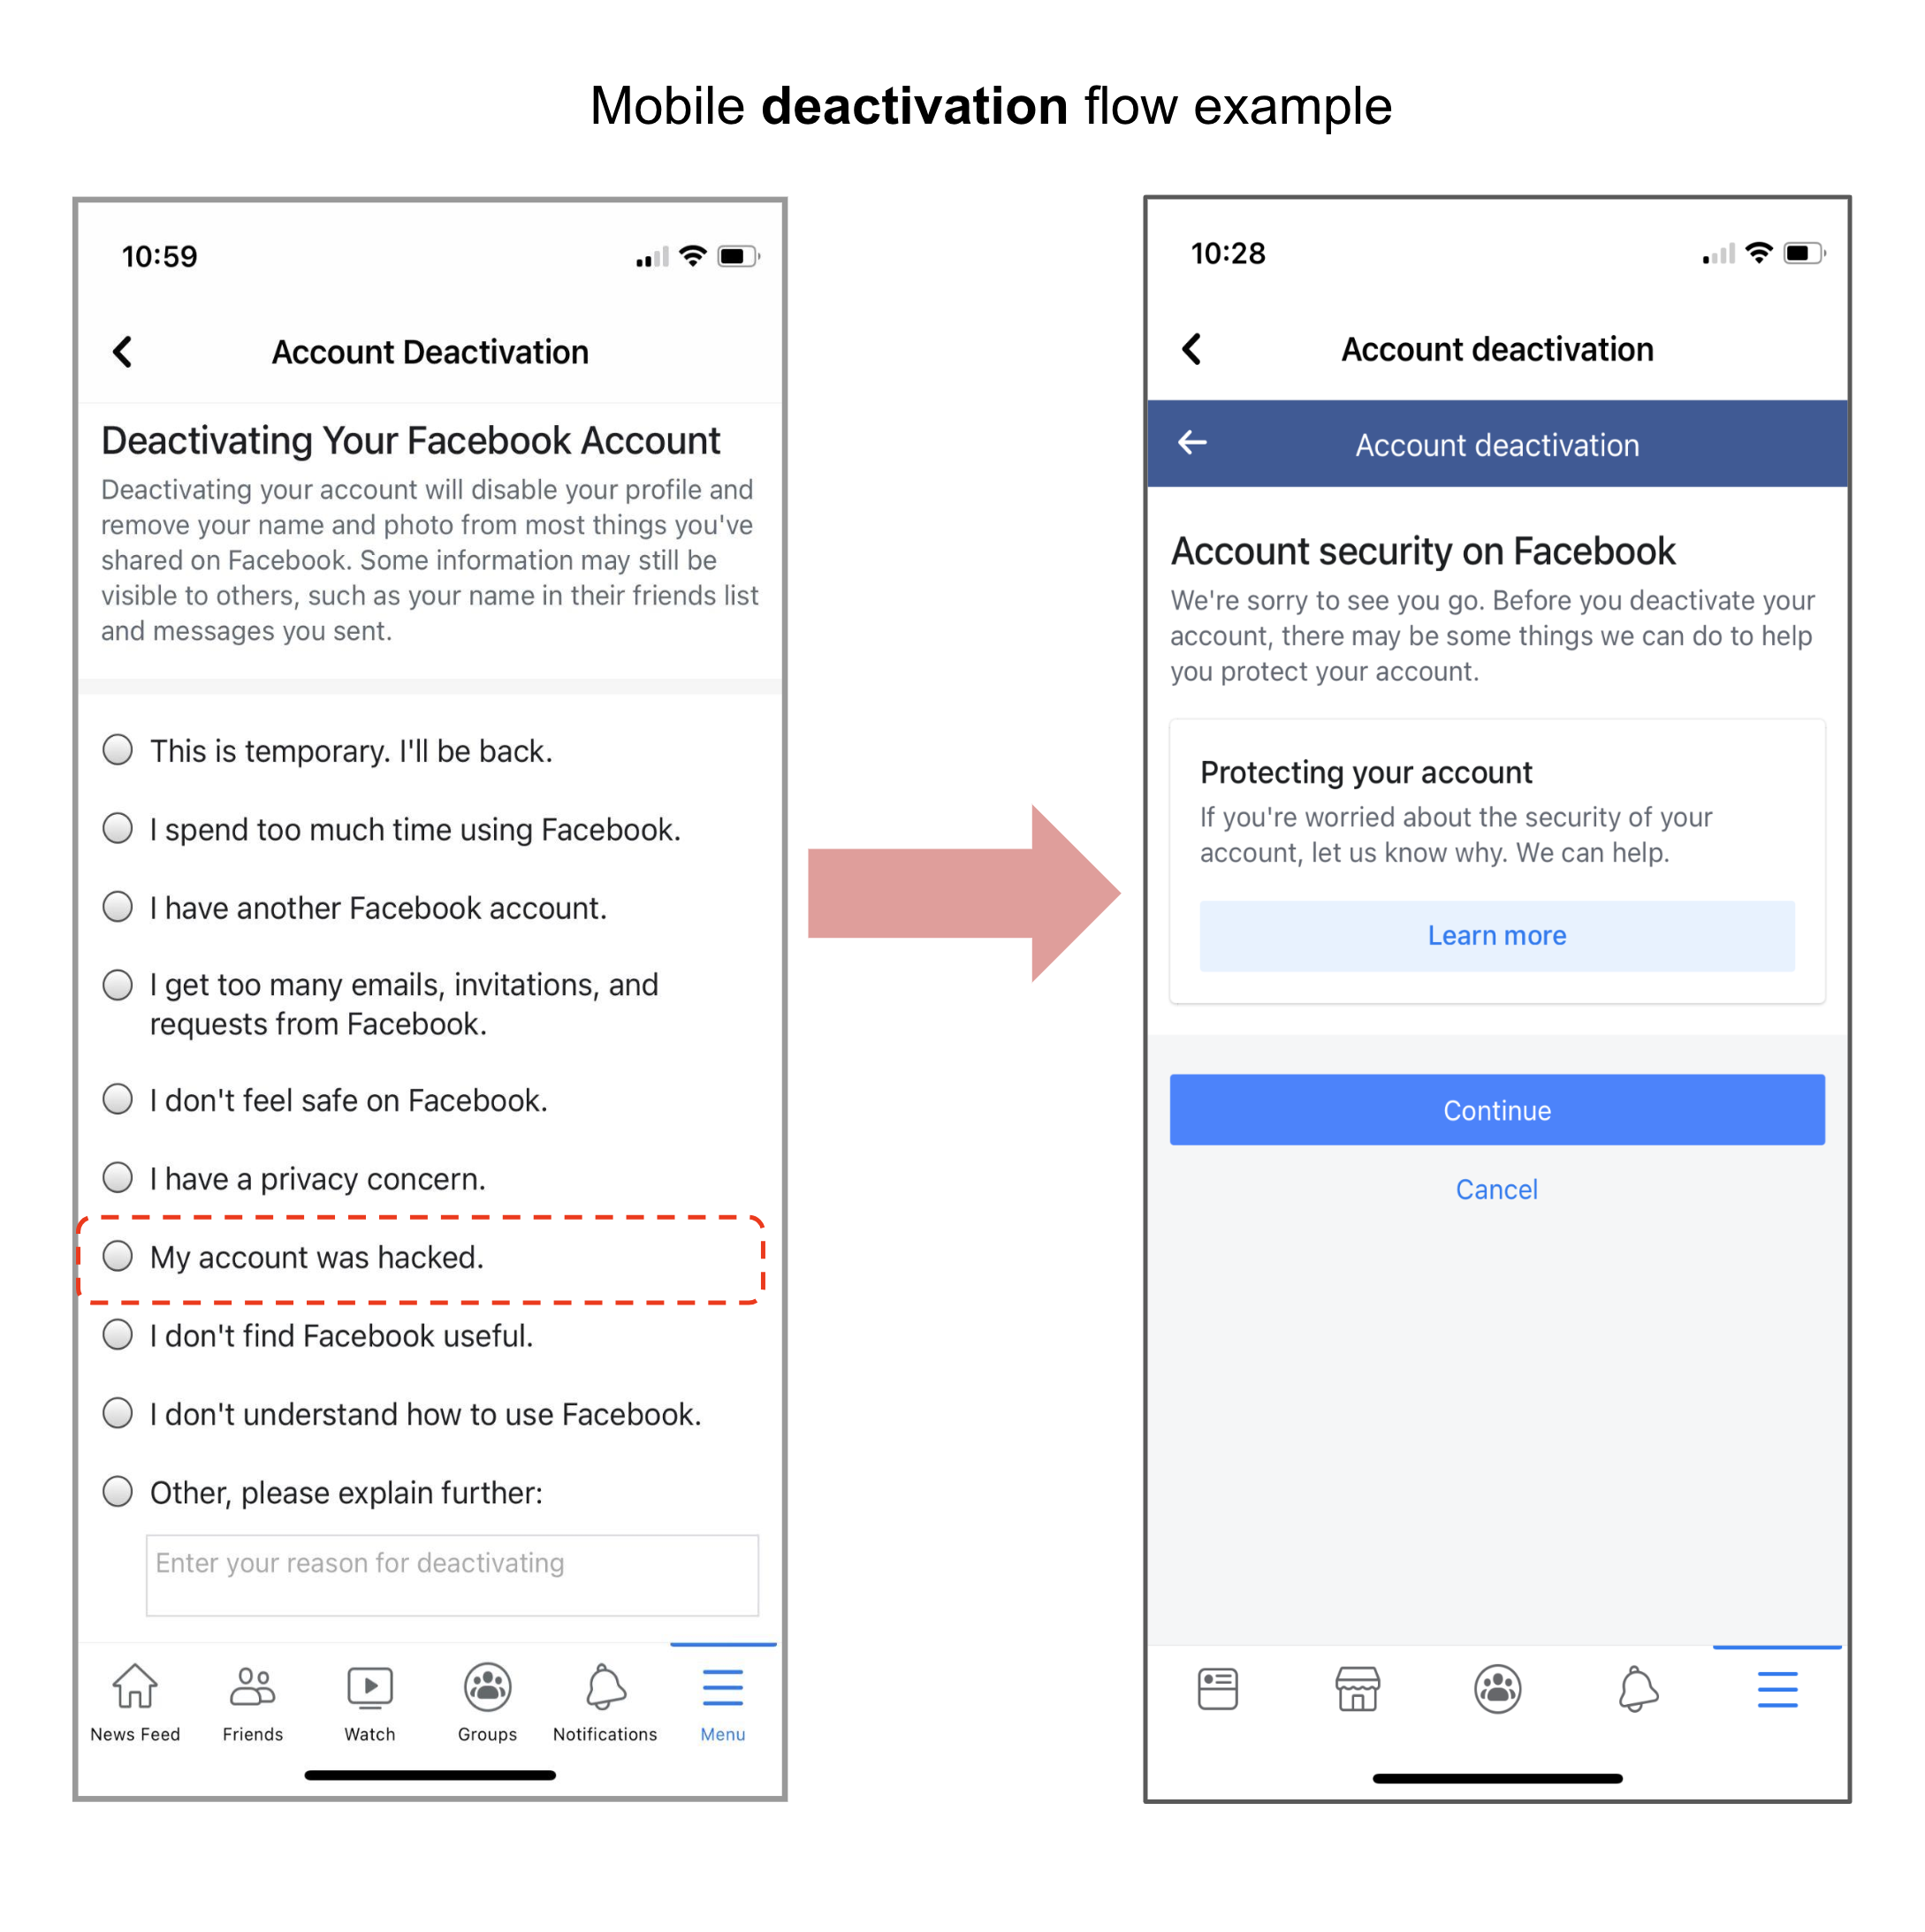 Mobile deactivation flow example
10:59
Account Deactivation
Deactivating Your Facebook Account
Deactivating your account will disable your profile and
remove your name and photo from most things you've
shared on Facebook. Some information may still be
visible to others, such as your name in their friends list
and messages you sent.
This is temporary. I'll be back.
I spend too much time using Facebook.
I have another Facebook account.
I get too many emails, invitations, and
requests from Facebook.
I don't feel safe on Facebook.
I have a privacy concern.
My account was hacked.
I don't find Facebook useful.
I don't understand how to use Facebook.
Other, please explain further:
Enter your reason for deactivating
News Feed Friends Watch Groups Notifications Menu
10:28
Account deactivation
Account deactivation
Account security on Facebook
We're sorry to see you go. Before you deactivate your
account, there may be some things we can do to help
you protect your account.
Protecting your account
If you're worried about the security of your
account, let us know why. We can help.
Learn more
Continue
Cancel